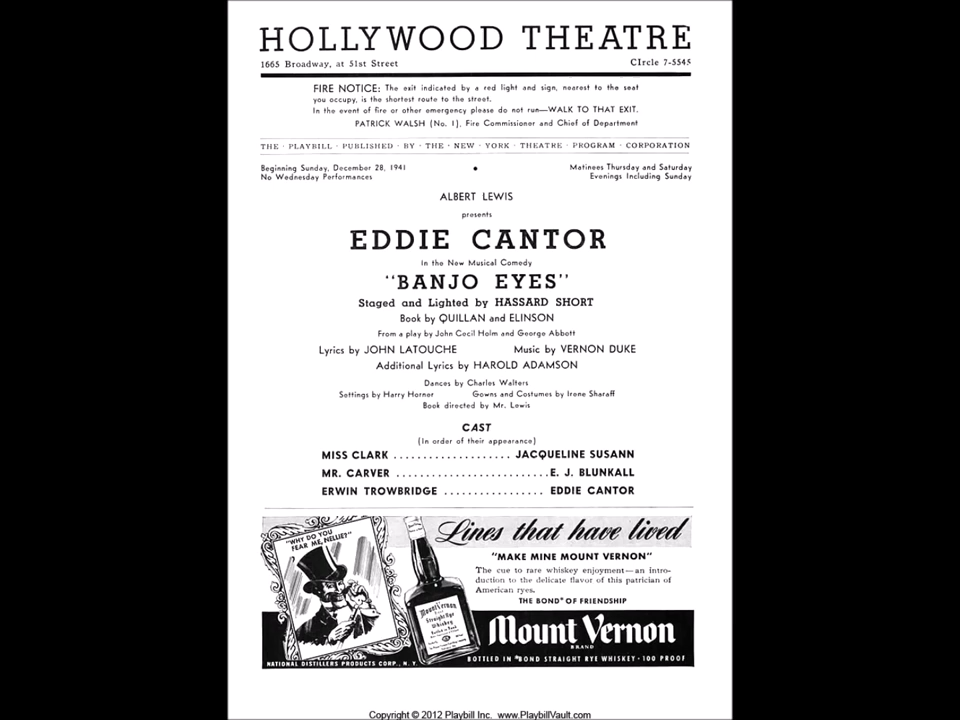 HOLLYWOOD THEATRE
1665 Broadway, at 51st Street CIrcle 7-5545
FIRE NOTICE: The exit indicated by a red light and sign, nearest to the seat
you occupy, is the shortest route to the street.
In the event of fire or other emergency please do not run—WALK TO THAT EXIT.
PATRICK WALSH (No. 1), Fire Commissioner and Chief of Department
THE · PLAYBILL · PUBLISHED · BY · THE · NEW · YORK · THEATRE · PROGRAM · CORPORATION
Beginning Sunday, December 28, 1941 • Matinees Thursday and Saturday
No Wednesday Performances Evenings Including Sunday
ALBERT LEWIS
presents
EDDIE CANTOR
In the New Musical Comedy
"BANJO EYES"
Staged and Lighted by HASSARD SHORT
Book by QUILLAN and ELINSON
From a play by John Cecil Holm and George Abbott
Lyrics by JOHN LATOUCHE Music by VERNON DUKE
Additional Lyrics by HAROLD ADAMSON
Dances by Charles Walters
Settings by Harry Horner Gowns and Costumes by Irene Sharaff
Book directed by Mr. Lewis
CAST
(In order of their appearance)
MISS CLARK .................... JACQUELINE SUSANN
MR. CARVER ...........................E. J. BLUNKALL
ERWIN TROWBRIDGE ................. EDDIE CANTOR
"WHY DO YOU
FEAR ME, NELLIE?"
Lines that have lived
"MAKE MINE MOUNT VERNON"
The cue to rare whiskey enjoyment—an intro-
duction to the delicate flavor of this patrician of
American ryes.
THE BOND* OF FRIENDSHIP
Mount Vernon
Straight Rye
Whiskey
Mount Vernon
BRAND
NATIONAL DISTILLERS PRODUCTS CORP., N. Y.
BOTTLED IN *BOND STRAIGHT RYE WHISKEY · 100 PROOF
Copyright © 2012 Playbill Inc. www.PlaybillVault.com